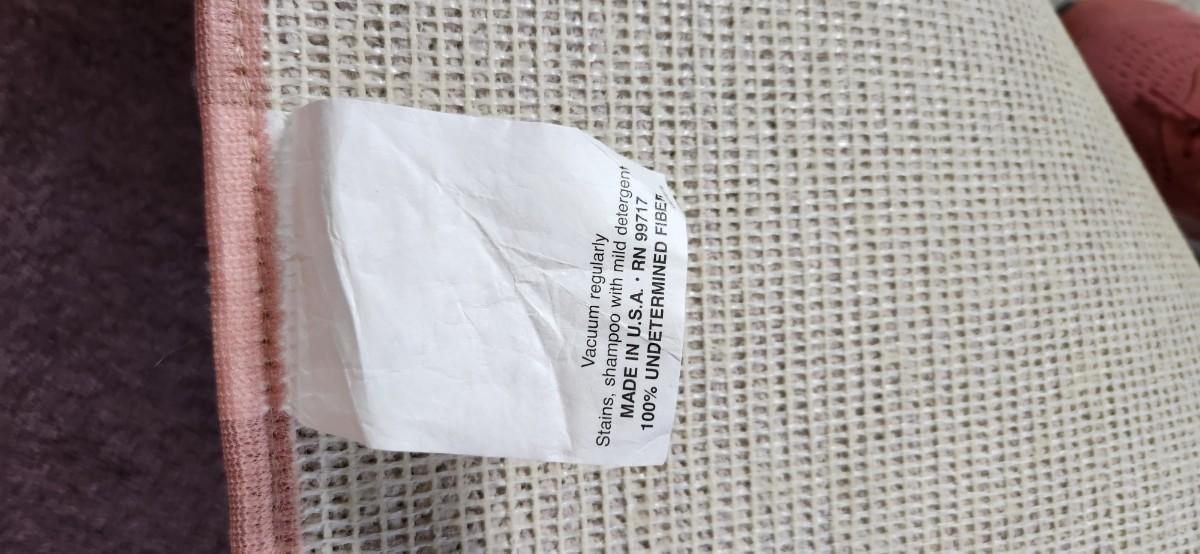 Vacuum regularly
Stains, shampoo with mild detergent
MADE IN U.S.A. • RN 99717
100% UNDETERMINED FIBER